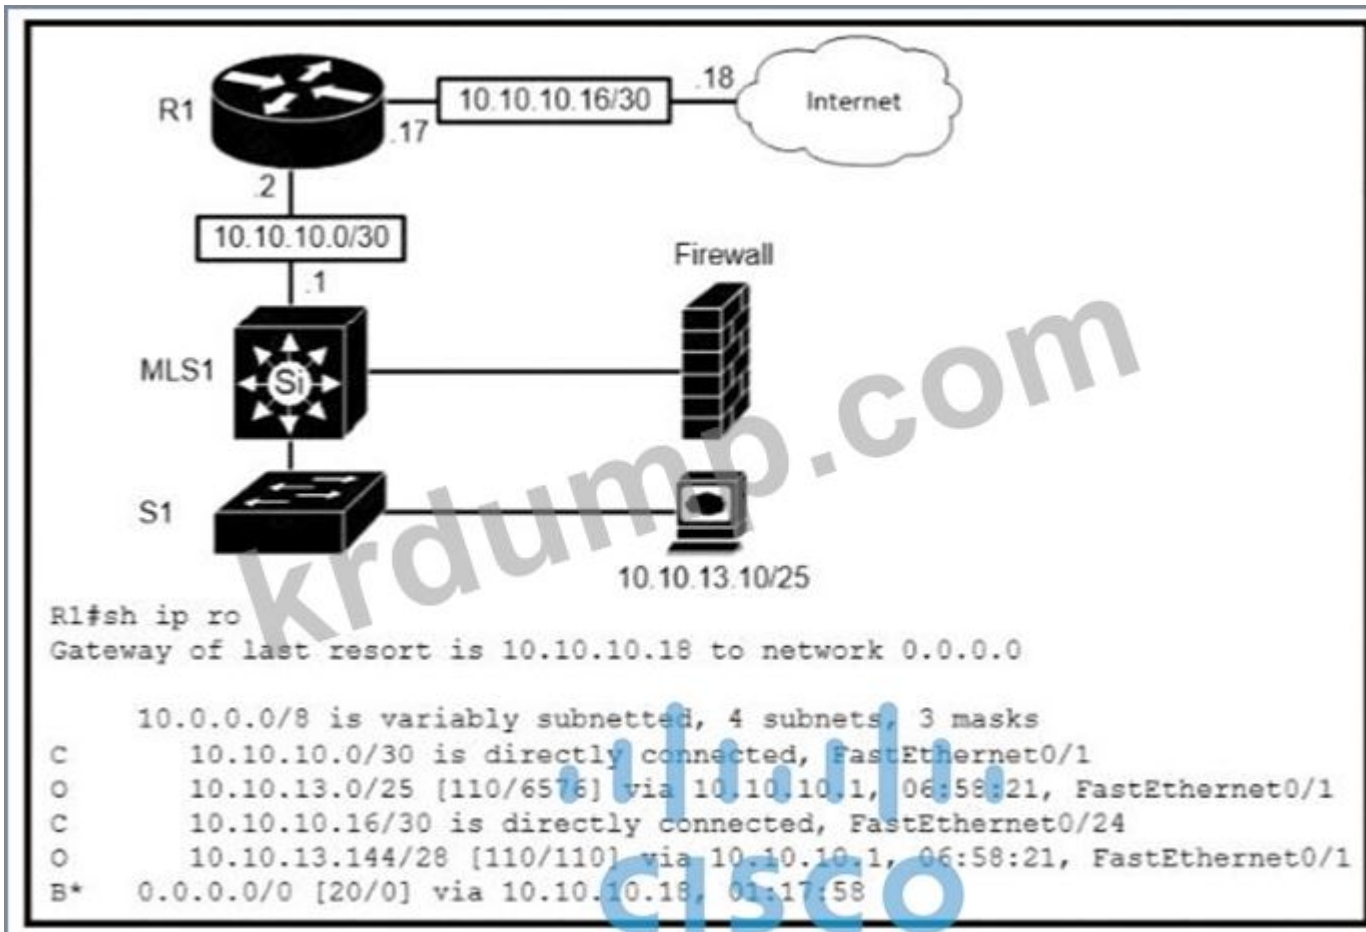 R1
10.10.10.16/30
.18
Internet
.17
.2
10.10.10.0/30
.1
Firewall
MLS1
Si
S1
10.10.13.10/25
krdump.com
R1#sh ip ro
Gateway of last resort is 10.10.10.18 to network 0.0.0.0
10.0.0.0/8 is variably subnetted, 4 subnets, 3 masks
C 10.10.10.0/30 is directly connected, FastEthernet0/1
O 10.10.13.0/25 [110/6576] via 10.10.10.1, 06:58:21, FastEthernet0/1
C 10.10.10.16/30 is directly connected, FastEthernet0/24
O 10.10.13.144/28 [110/110] via 10.10.10.1, 06:58:21, FastEthernet0/1
B* 0.0.0.0/0 [20/0] via 10.10.10.18, 01:17:58
CISCO